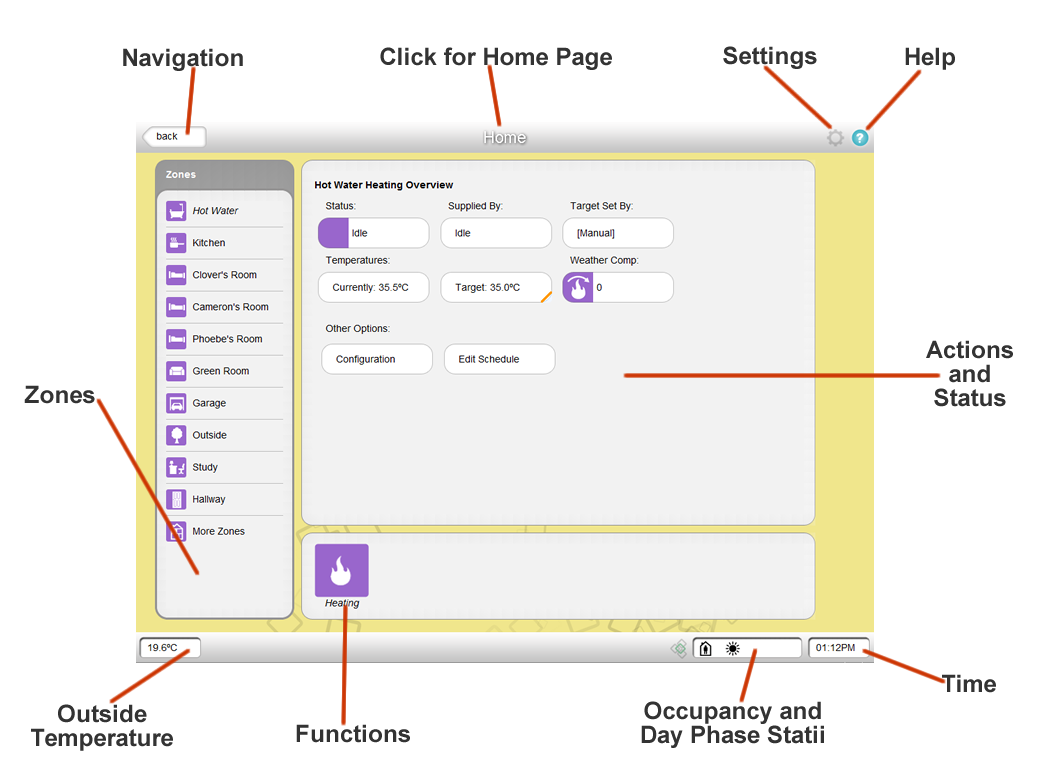 Navigation
Click for Home Page
Settings
Help
back
Home
?
Zones
Hot Water
Kitchen
Clover's Room
Cameron's Room
Phoebe's Room
Green Room
Garage
Outside
Study
Hallway
More Zones
Hot Water Heating Overview
Status:
Supplied By:
Target Set By:
Idle
Idle
[Manual]
Temperatures:
Weather Comp:
Currently: 35.5ºC
Target: 35.0ºC
0
Other Options:
Configuration
Edit Schedule
Actions
and
Status
Zones
Heating
19.6ºC
01:12PM
Outside
Temperature
Functions
Occupancy and
Day Phase Statii
Time